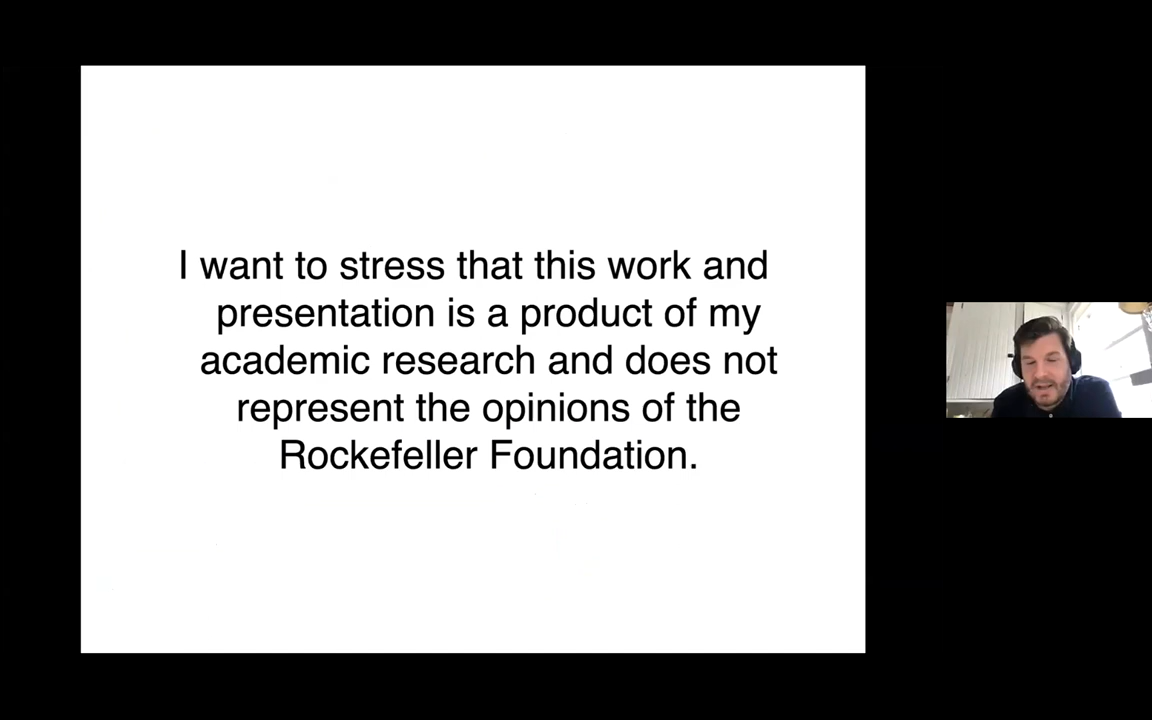 I want to stress that this work and
presentation is a product of my
academic research and does not
represent the opinions of the
Rockefeller Foundation.